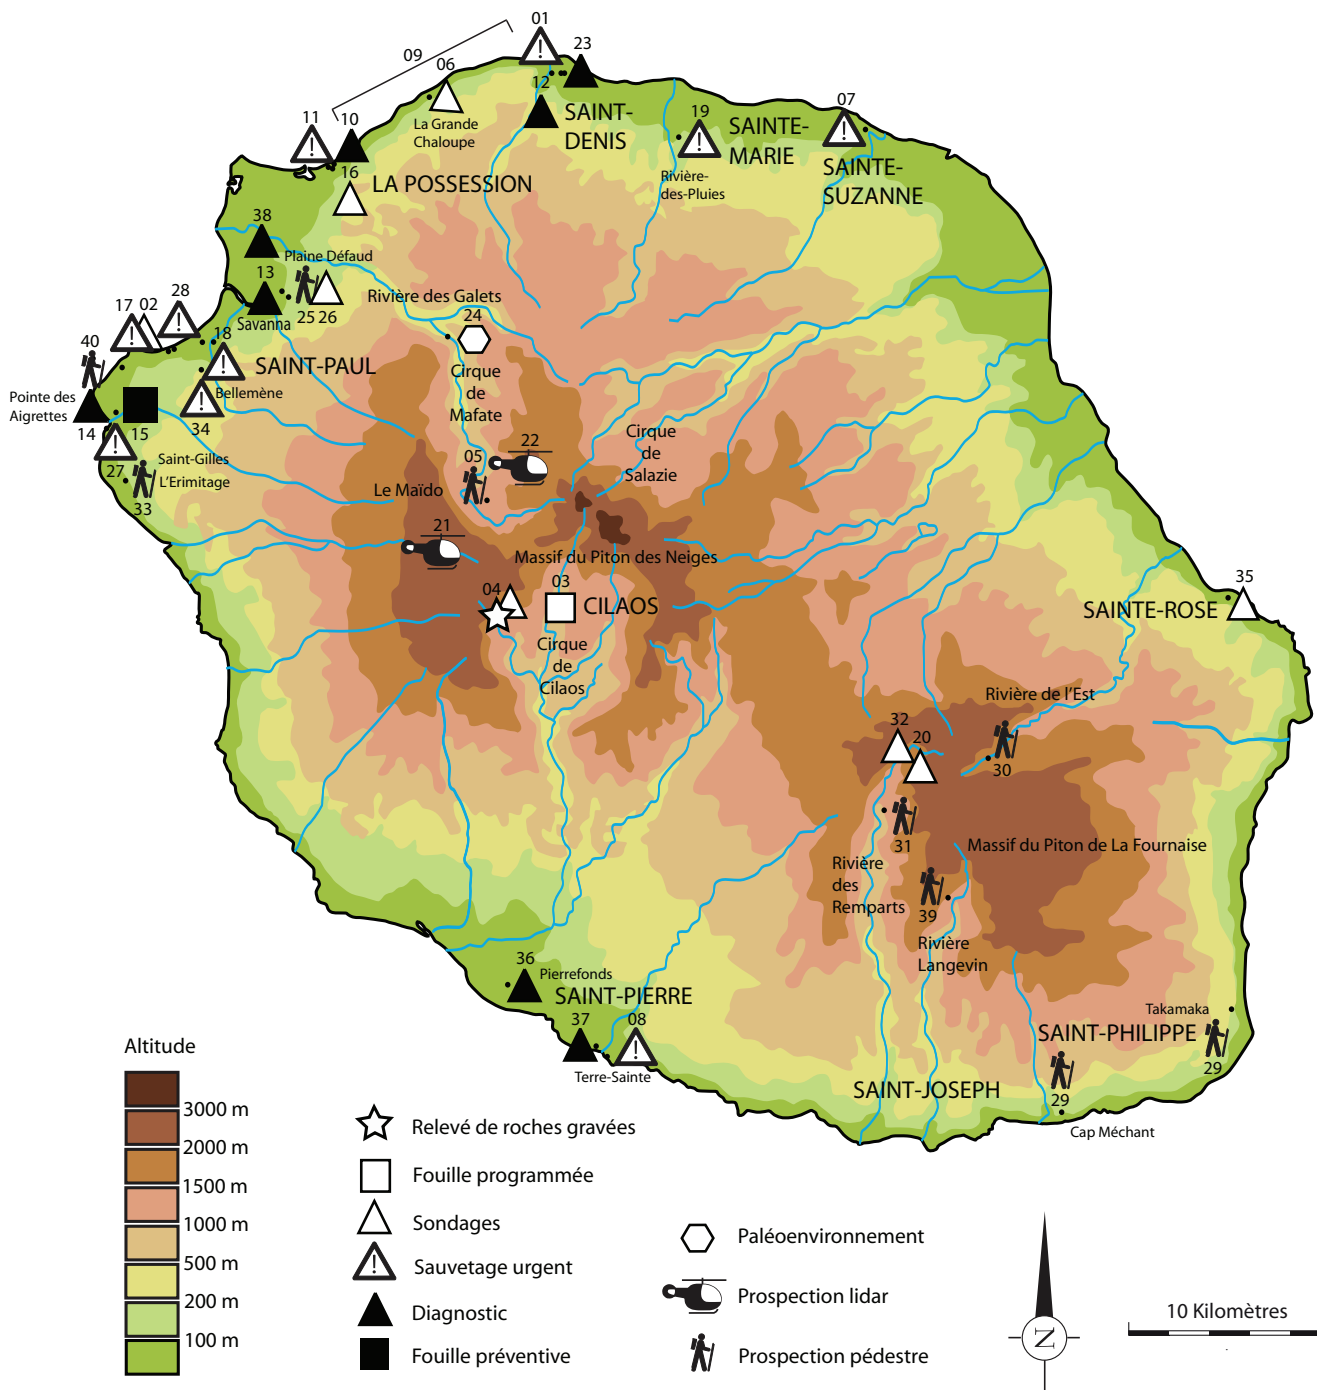 01
23
09
06
12
La Grande
Chaloupe
SAINT-
DENIS
11
10
19
SAINTE-
MARIE
07
Rivière-
des-Pluies
SAINTE-
SUZANNE
16
LA POSSESSION
38
Plaine Défaud
13
Savanna
25
26
Rivière des Galets
24
Cirque
de
Mafate
28
17
02
18
SAINT-PAUL
40
Bellemène
34
Pointe des
Aigrettes
14
15
Saint-Gilles
L'Ermitage
27
33
Cirque
de
Salazie
22
05
Le Maïdo
21
Massif du Piton des Neiges
04
03
CILAOS
Cirque
de
Cilaos
35
SAINTE-ROSE
Rivière de l'Est
32
20
30
31
Massif du Piton de La Fournaise
Rivière
des
Remparts
39
Rivière
Langevin
36
Pierrefonds
SAINT-PIERRE
37
08
Terre-Sainte
Takamaka
SAINT-PHILIPPE
29
SAINT-JOSEPH
29
Cap Méchant
Altitude
3000 m
2000 m
1500 m
1000 m
500 m
200 m
100 m
Relevé de roches gravées
Fouille programmée
Sondages
Sauvetage urgent
Diagnostic
Fouille préventive
Paléoenvironnement
Prospection lidar
Prospection pédestre
N
10 Kilomètres